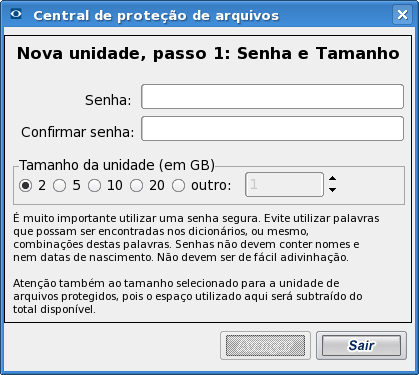 Central de proteção de arquivos
Nova unidade, passo 1: Senha e Tamanho
Senha:
Confirmar senha:
Tamanho da unidade (em GB)
2 5 10 20 outro: 1
É muito importante utilizar uma senha segura. Evite utilizar palavras
que possam ser encontradas nos dicionários, ou mesmo,
combinações destas palavras. Senhas não devem conter nomes e
nem datas de nascimento. Não devem ser de fácil adivinhação.
Atenção também ao tamanho selecionado para a unidade de
arquivos protegidos, pois o espaço utilizado aqui será subtraído do
total disponível.
Avançar Sair